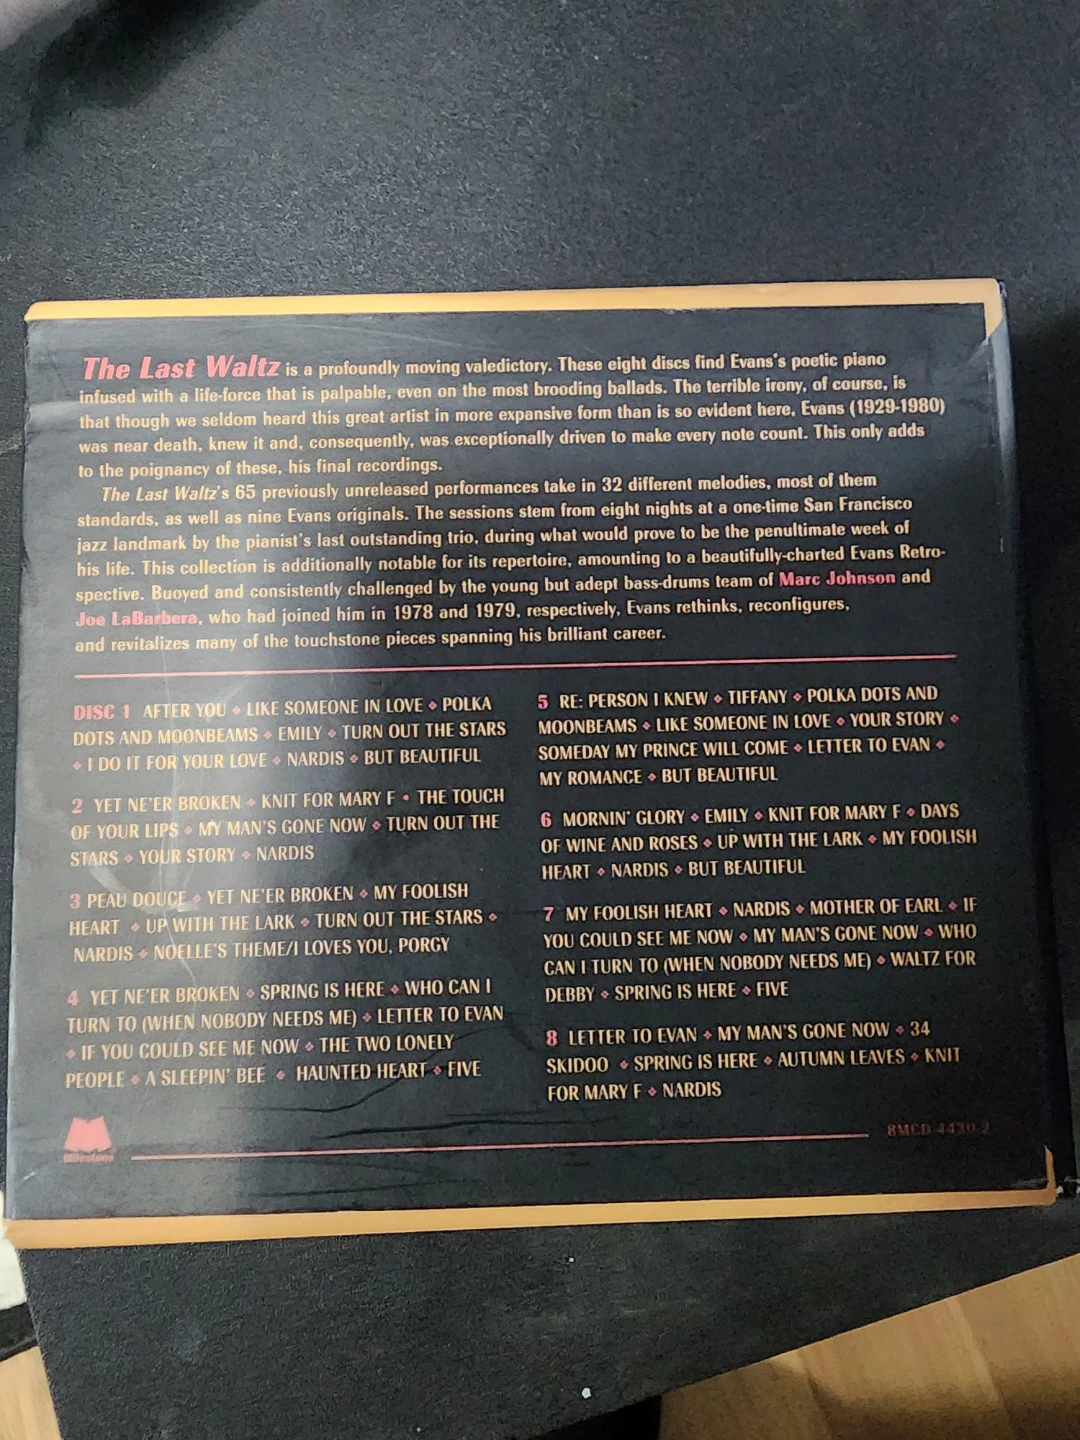 The Last Waltz is a profoundly moving valedictory. These eight discs find Evans's poetic piano
infused with a life-force that is palpable, even on the most brooding ballads. The terrible irony, of course, is
that though we seldom heard this great artist in more expansive form than is so evident here, Evans (1929-1980)
was near death, knew it and, consequently, was exceptionally driven to make every note count. This only adds
to the poignancy of these, his final recordings.
The Last Waltz's 65 previously unreleased performances take in 32 different melodies, most of them
standards, as well as nine Evans originals. The sessions stem from eight nights at a one-time San Francisco
jazz landmark by the pianist's last outstanding trio, during what would prove to be the penultimate week of
his life. This collection is additionally notable for its repertoire, amounting to a beautifully-charted Evans Retro-
spective. Buoyed and consistently challenged by the young but adept bass-drums team of Marc Johnson and
Joe LaBarbera, who had joined him in 1978 and 1979, respectively, Evans rethinks, reconfigures,
and revitalizes many of the touchstone pieces spanning his brilliant career.
DISC 1 AFTER YOU ❖ LIKE SOMEONE IN LOVE ❖ POLKA
DOTS AND MOONBEAMS ❖ EMILY ❖ TURN OUT THE STARS
❖ I DO IT FOR YOUR LOVE ❖ NARDIS ❖ BUT BEAUTIFUL
2 YET NE'ER BROKEN ❖ KNIT FOR MARY F ❖ THE TOUCH
OF YOUR LIPS ❖ MY MAN'S GONE NOW ❖ TURN OUT THE
STARS ❖ YOUR STORY ❖ NARDIS
3 PEAU DOUCE ❖ YET NE'ER BROKEN ❖ MY FOOLISH
HEART ❖ UP WITH THE LARK ❖ TURN OUT THE STARS ❖
NARDIS ❖ NOELLE'S THEME/I LOVES YOU, PORGY
4 YET NE'ER BROKEN ❖ SPRING IS HERE ❖ WHO CAN I
TURN TO (WHEN NOBODY NEEDS ME) ❖ LETTER TO EVAN
❖ IF YOU COULD SEE ME NOW ❖ THE TWO LONELY
PEOPLE ❖ A SLEEPIN' BEE ❖ HAUNTED HEART ❖ FIVE
5 RE: PERSON I KNEW ❖ TIFFANY ❖ POLKA DOTS AND
MOONBEAMS ❖ LIKE SOMEONE IN LOVE ❖ YOUR STORY ❖
SOMEDAY MY PRINCE WILL COME ❖ LETTER TO EVAN ❖
MY ROMANCE ❖ BUT BEAUTIFUL
6 MORNIN' GLORY ❖ EMILY ❖ KNIT FOR MARY F ❖ DAYS
OF WINE AND ROSES ❖ UP WITH THE LARK ❖ MY FOOLISH
HEART ❖ NARDIS ❖ BUT BEAUTIFUL
7 MY FOOLISH HEART ❖ NARDIS ❖ MOTHER OF EARL ❖ IF
YOU COULD SEE ME NOW ❖ MY MAN'S GONE NOW ❖ WHO
CAN I TURN TO (WHEN NOBODY NEEDS ME) ❖ WALTZ FOR
DEBBY ❖ SPRING IS HERE ❖ FIVE
8 LETTER TO EVAN ❖ MY MAN'S GONE NOW ❖ 34
SKIDOO ❖ SPRING IS HERE ❖ AUTUMN LEAVES ❖ KNIT
FOR MARY F ❖ NARDIS
Milestone
8MCD-4430-2